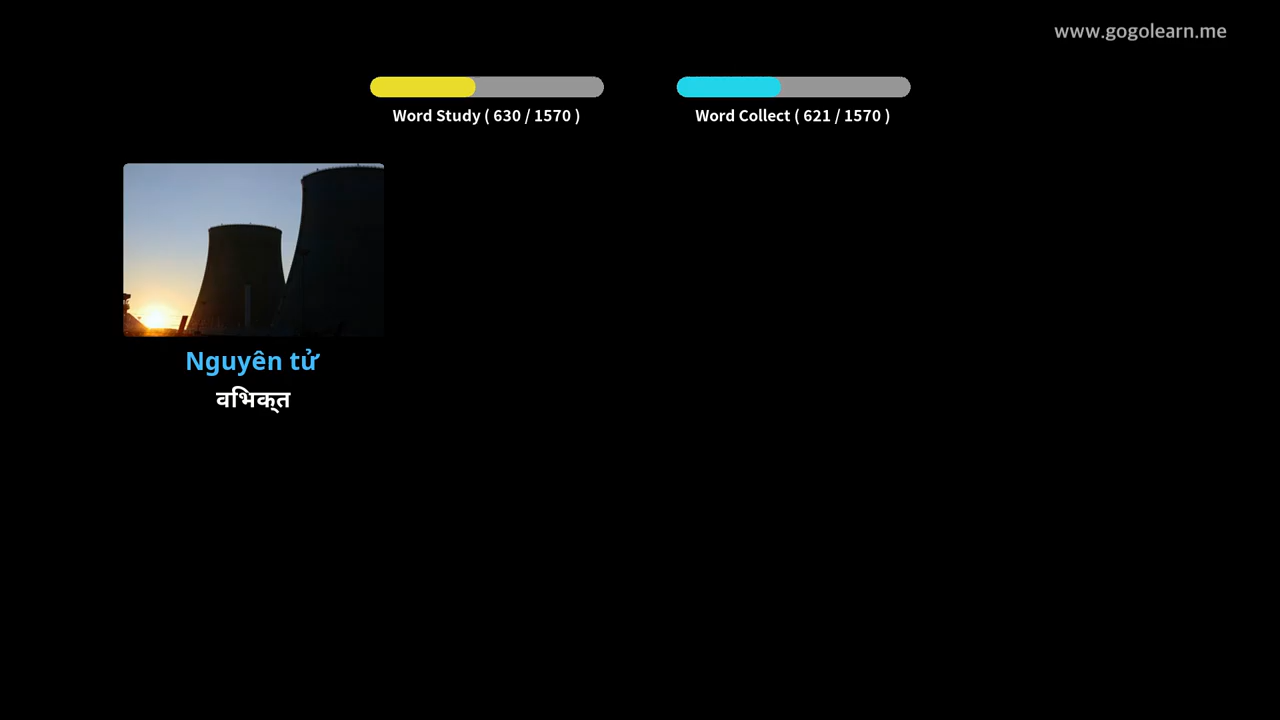 www.gogolearn.me
Word Study ( 630 / 1570 )
Word Collect ( 621 / 1570 )
Nguyên tử
वभिक्त